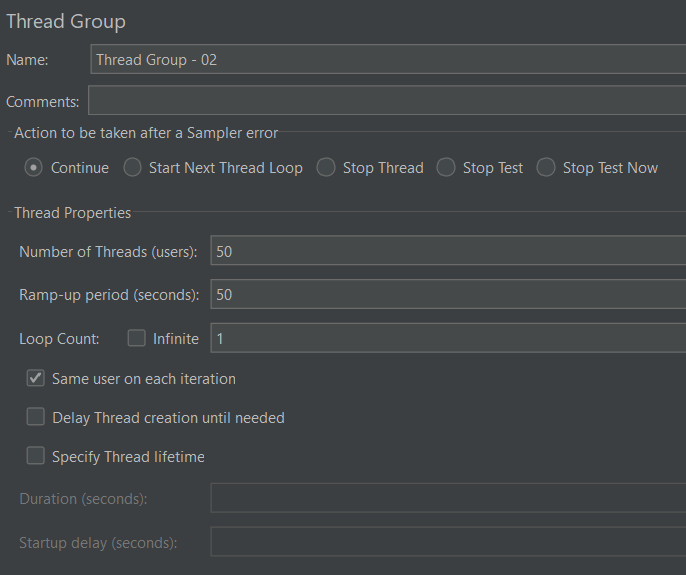 Thread Group
Name: Thread Group - 02
Comments:
Action to be taken after a Sampler error
Continue Start Next Thread Loop Stop Thread Stop Test Stop Test Now
Thread Properties
Number of Threads (users): 50
Ramp-up period (seconds): 50
Loop Count: Infinite 1
Same user on each iteration
Delay Thread creation until needed
Specify Thread lifetime
Duration (seconds):
Startup delay (seconds):